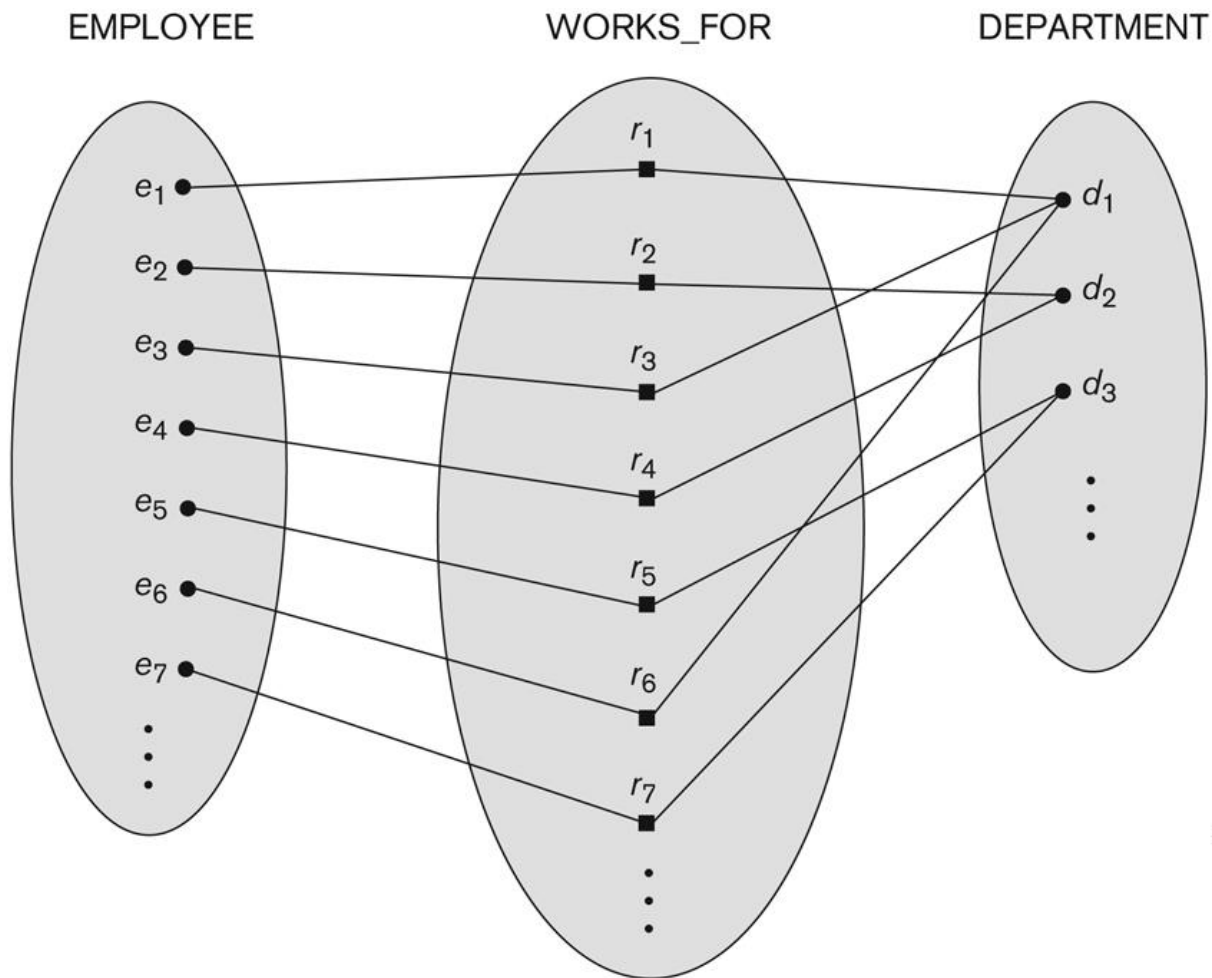 EMPLOYEE WORKS_FOR DEPARTMENT
r₁
e₁ d₁
r₂
e₂ d₂
e₃ r₃
d₃
e₄
r₄
e₅
r₅
e₆
r₆
e₇
r₇